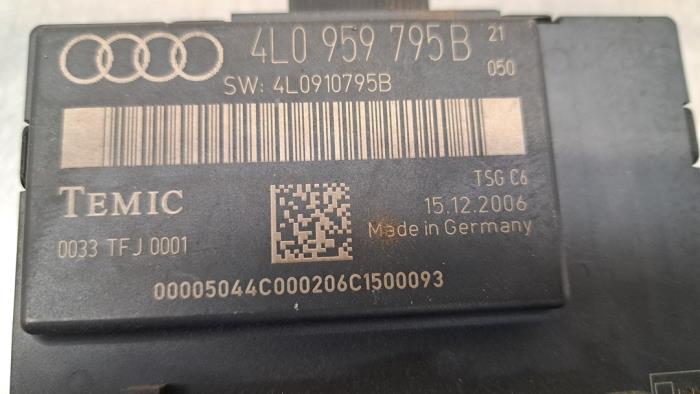 4L0 959 795B 21
050
SW: 4L0910795B
TSG C6
TEMIC
15.12.2006
0033 TFJ 0001
Made in Germany
00005044C000206C1500093